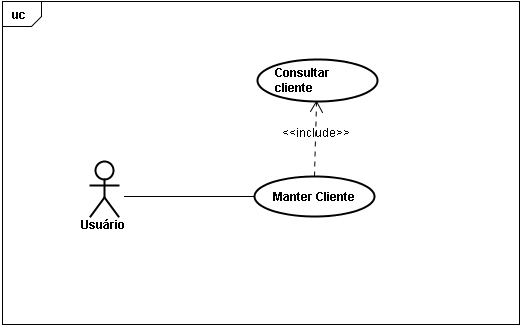 uc
Consultar
cliente
<<include>>
Manter Cliente
Usuário